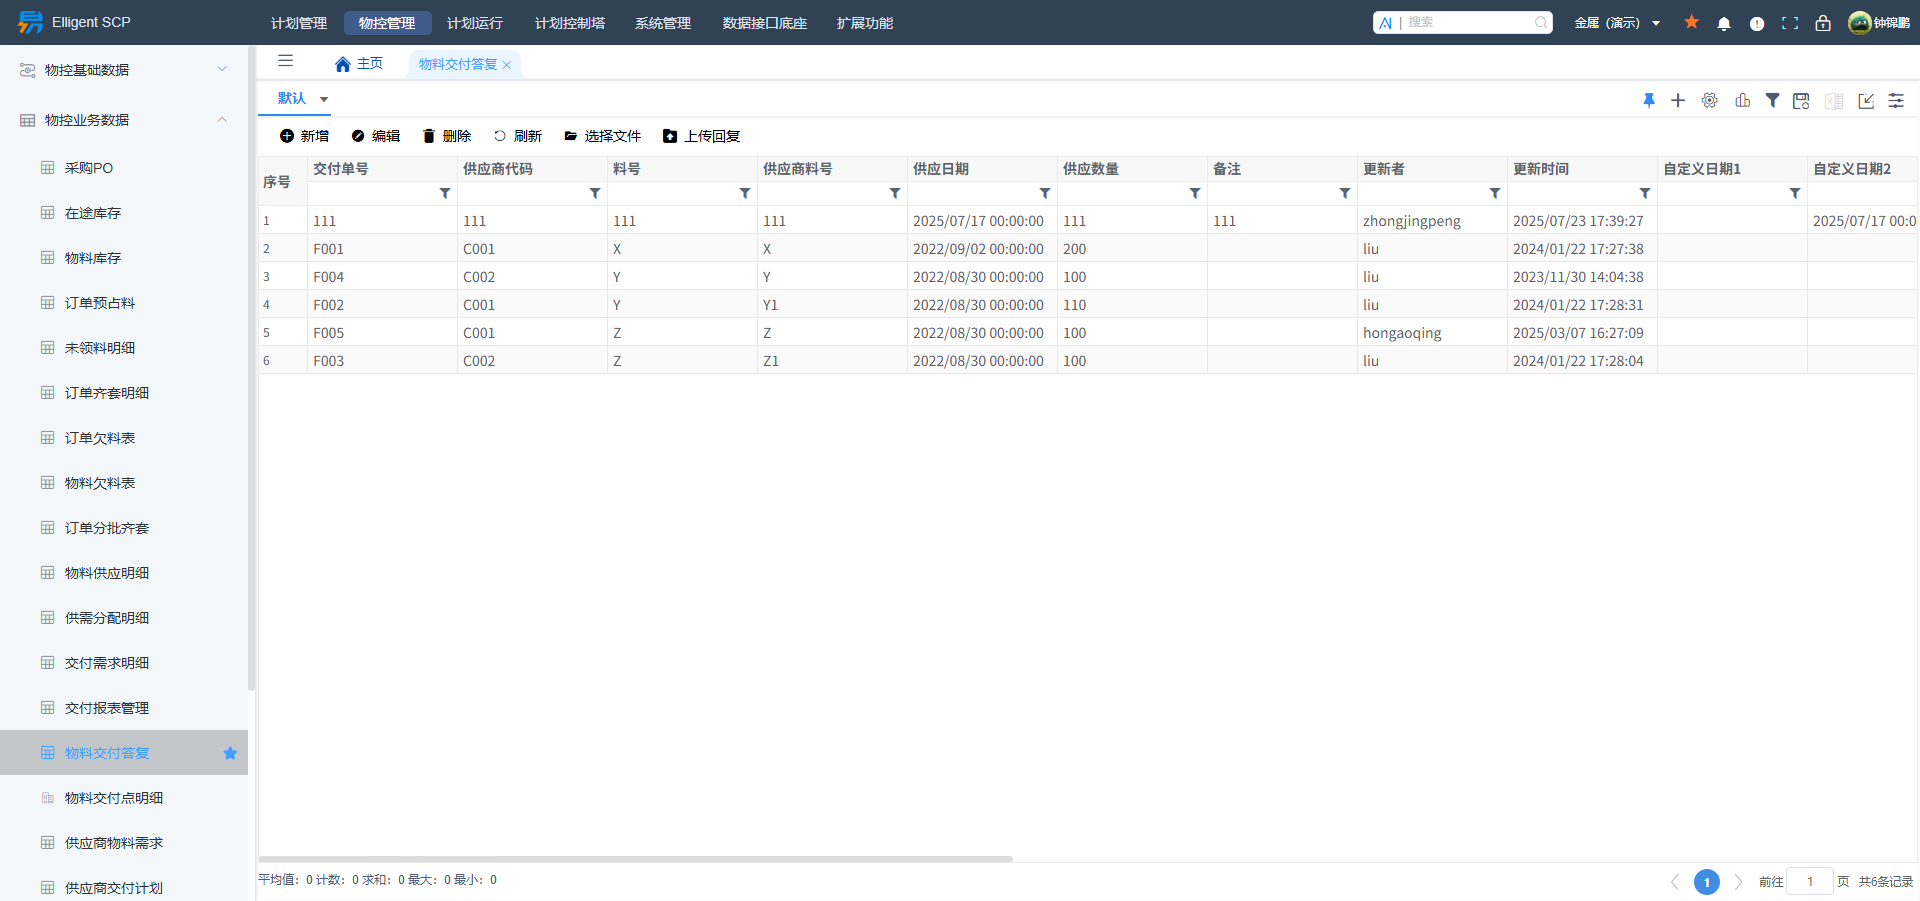 易 Elligent SCP 计划管理 物控管理 计划运行 计划控制塔 系统管理 数据接口底座 扩展功能 AI | 搜索 金属（演示） 钟锦鹏
物控基础数据
物控业务数据
采购PO
在途库存
物料库存
订单预占料
未领料明细
订单齐套明细
订单欠料表
物料欠料表
订单分批齐套
物料供应明细
供需分配明细
交付需求明细
交付报表管理
物料交付答复
物料交付点明细
供应商物料需求
供应商交付计划
主页 物料交付答复
默认
新增 编辑 删除 刷新 选择文件 上传回复
序号 交付单号 供应商代码 料号 供应商料号 供应日期 供应数量 备注 更新者 更新时间 自定义日期1 自定义日期2
1 111 111 111 111 2025/07/17 00:00:00 111 111 zhongjingpeng 2025/07/23 17:39:27 2025/07/17 00:0
2 F001 C001 X X 2022/09/02 00:00:00 200 liu 2024/01/22 17:27:38
3 F004 C002 Y Y 2022/08/30 00:00:00 100 liu 2023/11/30 14:04:38
4 F002 C001 Y Y1 2022/08/30 00:00:00 110 liu 2024/01/22 17:28:31
5 F005 C001 Z Z 2022/08/30 00:00:00 100 hongaoqing 2025/03/07 16:27:09
6 F003 C002 Z Z1 2022/08/30 00:00:00 100 liu 2024/01/22 17:28:04
平均值: 0 计数: 0 求和: 0 最大: 0 最小: 0
1 前往 1 页 共6条记录